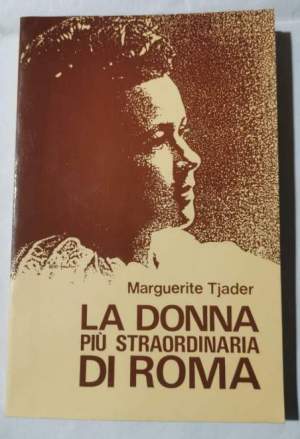 Marguerite Tjader
LA DONNA
PIÙ STRAORDINARIA
DI ROMA